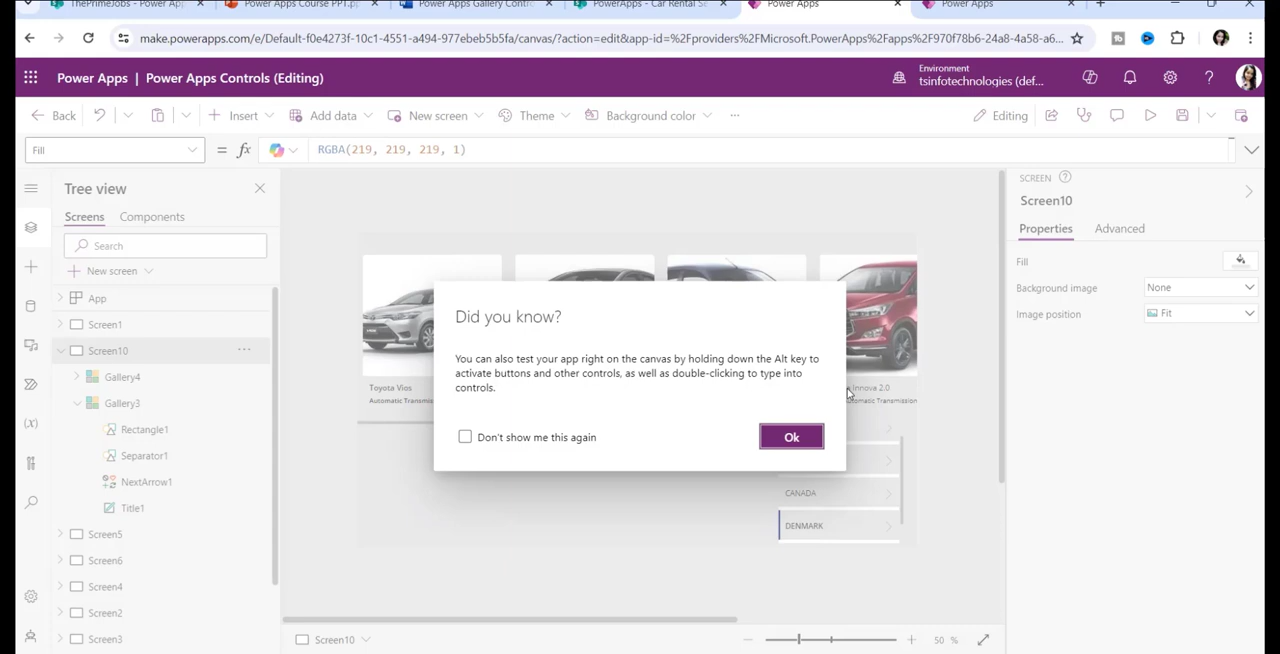 ThePrimeJobs - Power App
Power Apps Course PPT.p
Power Apps Gallery Contr
PowerApps - Car Rental Se
Power Apps
Power Apps
make.powerapps.com/e/Default-f0e4273f-10c1-4551-a494-977ebeb5b5fa/canvas/?action=edit&app-id=%2Fproviders%2FMicrosoft.PowerApps%2Fapps%2F970f78b6-24a8-4a58-a6...
Power Apps | Power Apps Controls (Editing)
Environment
tsinfotechnologies (def...
Back
Insert
Add data
New screen
Theme
Background color
...
Editing
Fill
= fx
RGBA(219, 219, 219, 1)
Tree view
Screens
Components
Search
New screen
App
Screen1
Screen10
Gallery4
Gallery3
Rectangle1
Separator1
NextArrow1
Title1
Screen5
Screen6
Screen4
Screen2
Screen3
Toyota Vios
Automatic Transmission
Innova 2.0
Automatic Transmission
CANADA
DENMARK
Did you know?
You can also test your app right on the canvas by holding down the Alt key to
activate buttons and other controls, as well as double-clicking to type into
controls.
Don't show me this again
Ok
SCREEN
Screen10
Properties
Advanced
Fill
Background image
None
Image position
Fit
Screen10
50 %